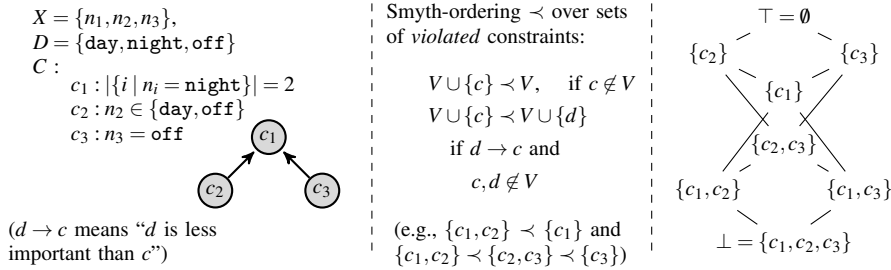 X = {n₁, n₂, n₃},
D = {day, night, off}
C :
c₁ : |{i | nᵢ = night}| = 2
c₂ : n₂ ∈ {day, off}
c₃ : n₃ = off
c₁
c₂ c₃
(d → c means “d is less
important than c”)
Smyth-ordering ≺ over sets
of violated constraints:
V ∪ {c} ≺ V, if c ∉ V
V ∪ {c} ≺ V ∪ {d}
if d → c and
c, d ∉ V
(e.g., {c₁, c₂} ≺ {c₁} and
{c₁, c₂} ≺ {c₂, c₃} ≺ {c₃})
⊤ = ∅
{c₂} {c₃}
{c₁}
{c₂, c₃}
{c₁, c₂} {c₁, c₃}
⊥ = {c₁, c₂, c₃}